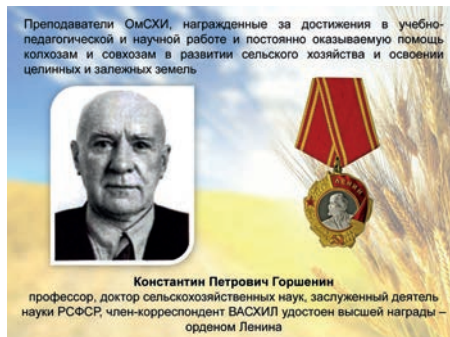 Преподаватели ОмСХИ, награжденные за достижения в учебно-
педагогической и научной работе и постоянно оказываемую помощь
колхозам и совхозам в развитии сельского хозяйства и освоении
целинных и залежных земель
ЛЕНИН
Константин Петрович Горшенин
профессор, доктор сельскохозяйственных наук, заслуженный деятель
науки РСФСР, член-корреспондент ВАСХИЛ удостоен высшей награды –
орденом Ленина